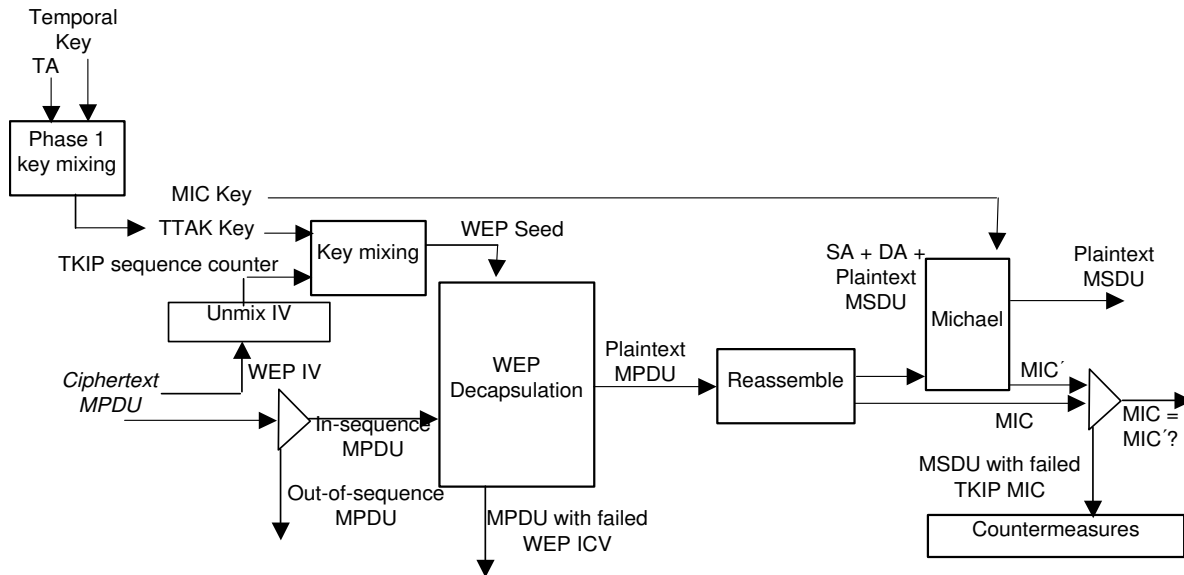 Temporal
Key
TA
Phase 1
key mixing
MIC Key
TTAK Key
WEP Seed
Key mixing
TKIP sequence counter
SA + DA +
Plaintext
MSDU
Plaintext
MSDU
Unmix IV
Michael
WEP
Decapsulation
Plaintext
MPDU
Reassemble
WEP IV
Ciphertext
MPDU
MIC´
In-sequence
MPDU
MIC
MIC =
MIC´?
Out-of-sequence
MPDU
MPDU with failed
WEP ICV
MSDU with failed
TKIP MIC
Countermeasures